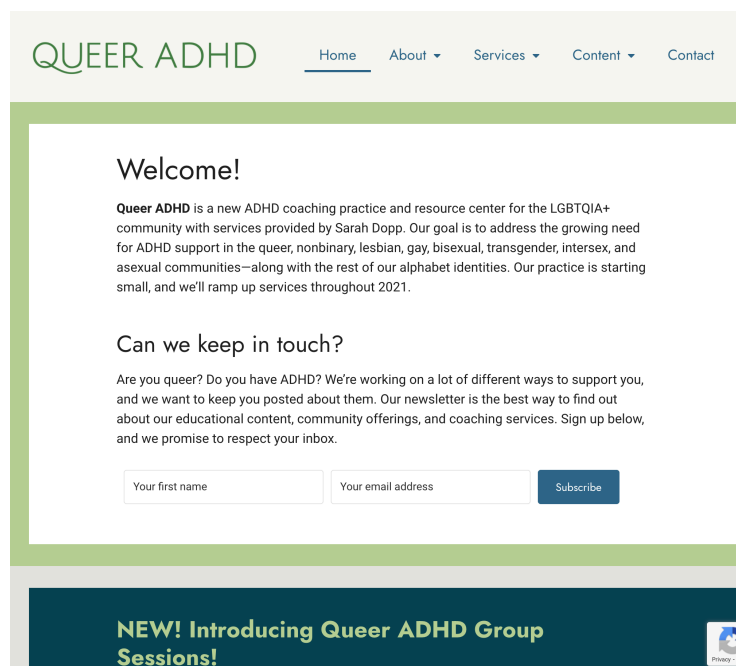 QUEER ADHD
Home About Services Content Contact
Welcome!
Queer ADHD is a new ADHD coaching practice and resource center for the LGBTQIA+
community with services provided by Sarah Dopp. Our goal is to address the growing need
for ADHD support in the queer, nonbinary, lesbian, gay, bisexual, transgender, intersex, and
asexual communities—along with the rest of our alphabet identities. Our practice is starting
small, and we’ll ramp up services throughout 2021.
Can we keep in touch?
Are you queer? Do you have ADHD? We’re working on a lot of different ways to support you,
and we want to keep you posted about them. Our newsletter is the best way to find out
about our educational content, community offerings, and coaching services. Sign up below,
and we promise to respect your inbox.
Your first name Your email address Subscribe
NEW! Introducing Queer ADHD Group
Sessions!
Privacy -